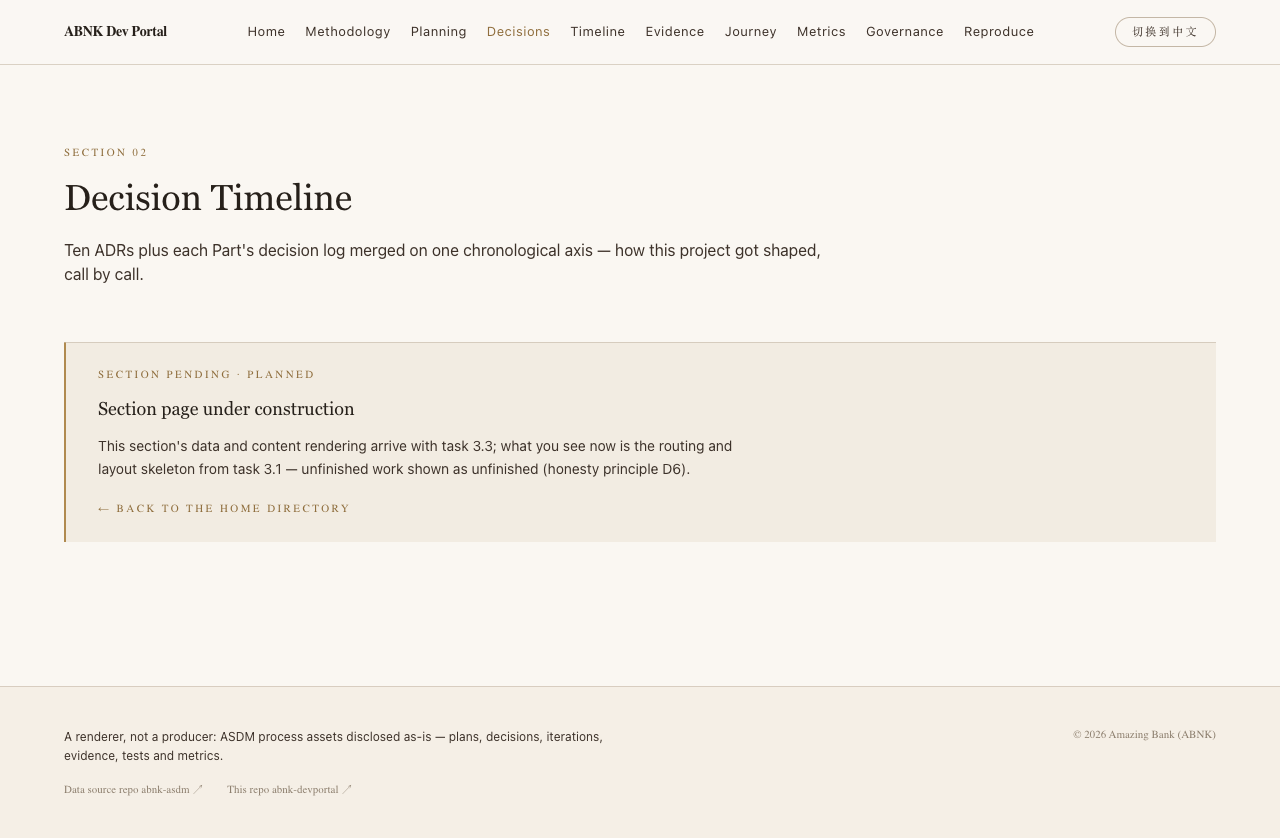 ABNK Dev Portal
Home Methodology Planning Decisions Timeline Evidence Journey Metrics Governance Reproduce
切换到中文
SECTION 02
Decision Timeline
Ten ADRs plus each Part's decision log merged on one chronological axis — how this project got shaped,
call by call.
SECTION PENDING · PLANNED
Section page under construction
This section's data and content rendering arrive with task 3.3; what you see now is the routing and
layout skeleton from task 3.1 — unfinished work shown as unfinished (honesty principle D6).
← BACK TO THE HOME DIRECTORY
A renderer, not a producer: ASDM process assets disclosed as-is — plans, decisions, iterations,
evidence, tests and metrics.
© 2026 Amazing Bank (ABNK)
Data source repo abnk-asdm ↗ This repo abnk-devportal ↗